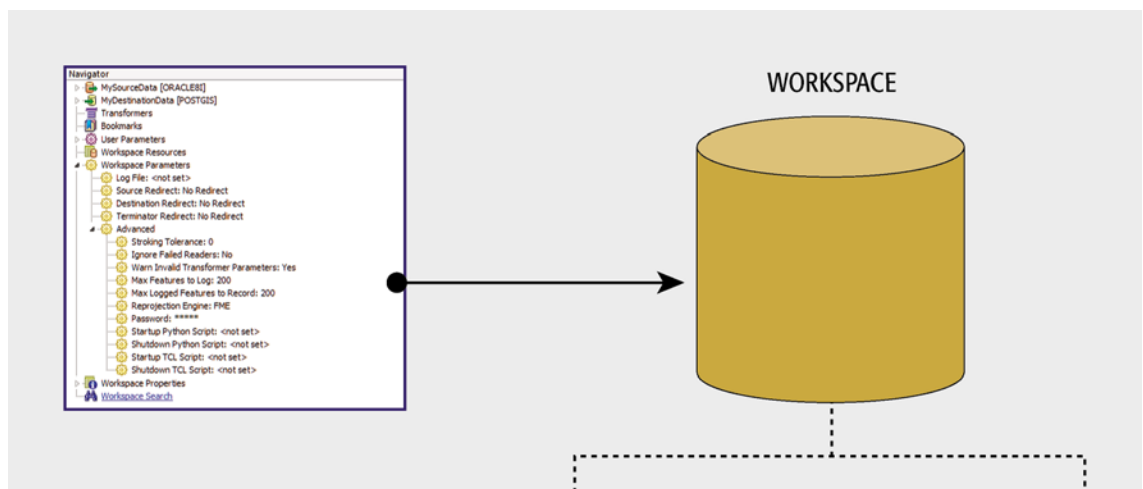 Navigator
MySourceData [ORACLE8I]
MyDestinationData [POSTGIS]
Transformers
Bookmarks
User Parameters
Workspace Resources
Workspace Parameters
Log File: <not set>
Source Redirect: No Redirect
Destination Redirect: No Redirect
Terminator Redirect: No Redirect
Advanced
Stroking Tolerance: 0
Ignore Failed Readers: No
Warn Invalid Transformer Parameters: Yes
Max Features to Log: 200
Max Logged Features to Record: 200
Reprojection Engine: FME
Password: *****
Startup Python Script: <not set>
Shutdown Python Script: <not set>
Startup TCL Script: <not set>
Shutdown TCL Script: <not set>
Workspace Properties
Workspace Search
WORKSPACE